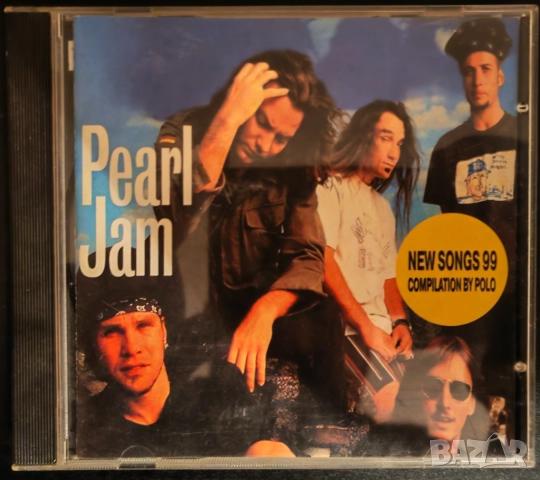 Pearl
Jam
NEW SONGS 99
COMPILATION BY POLO
BAZAR